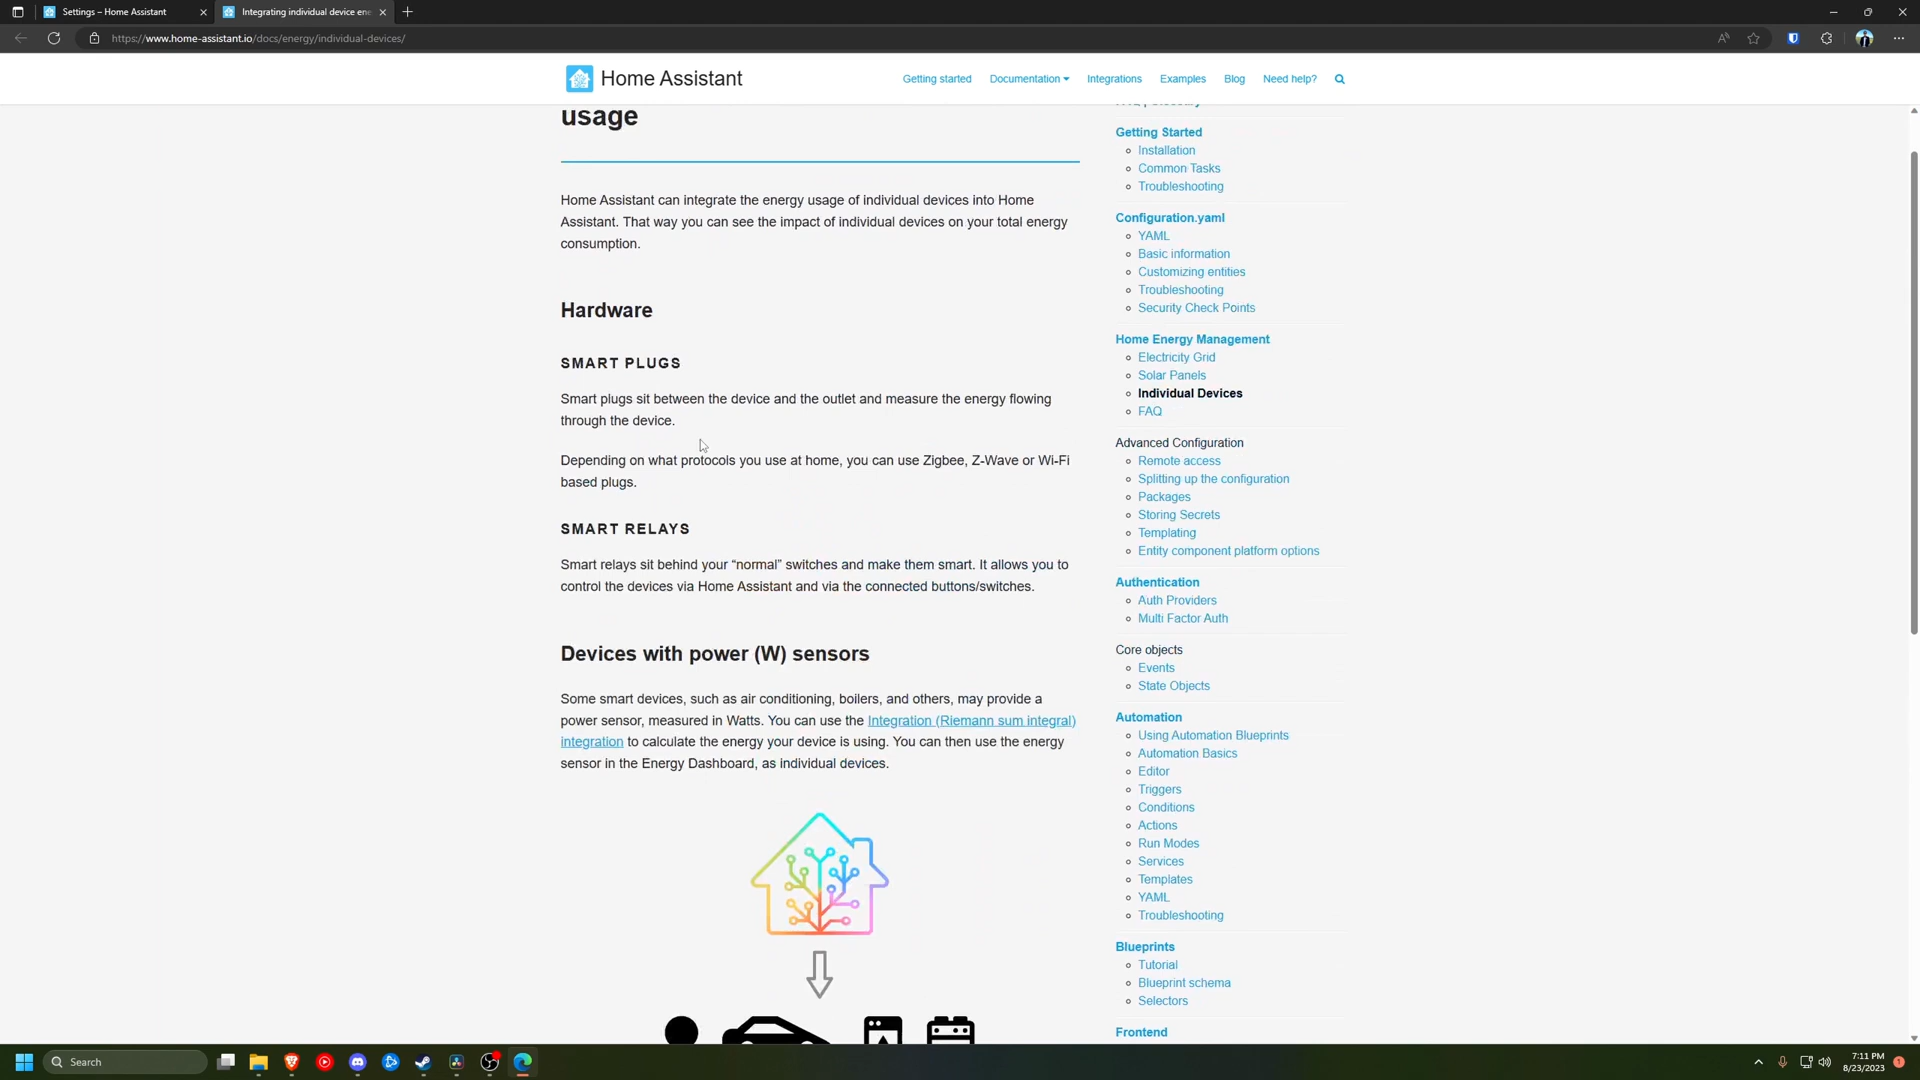 Settings – Home Assistant
Integrating individual device ene
https://www.home-assistant.io/docs/energy/individual-devices/
Home Assistant
Getting started
Documentation
Integrations
Examples
Blog
Need help?
usage
Home Assistant can integrate the energy usage of individual devices into Home
Assistant. That way you can see the impact of individual devices on your total energy
consumption.
Hardware
SMART PLUGS
Smart plugs sit between the device and the outlet and measure the energy flowing
through the device.
Depending on what protocols you use at home, you can use Zigbee, Z-Wave or Wi-Fi
based plugs.
SMART RELAYS
Smart relays sit behind your “normal” switches and make them smart. It allows you to
control the devices via Home Assistant and via the connected buttons/switches.
Devices with power (W) sensors
Some smart devices, such as air conditioning, boilers, and others, may provide a
power sensor, measured in Watts. You can use the Integration (Riemann sum integral)
integration to calculate the energy your device is using. You can then use the energy
sensor in the Energy Dashboard, as individual devices.
Getting Started
Installation
Common Tasks
Troubleshooting
Configuration.yaml
YAML
Basic information
Customizing entities
Troubleshooting
Security Check Points
Home Energy Management
Electricity Grid
Solar Panels
Individual Devices
FAQ
Advanced Configuration
Remote access
Splitting up the configuration
Packages
Storing Secrets
Templating
Entity component platform options
Authentication
Auth Providers
Multi Factor Auth
Core objects
Events
State Objects
Automation
Using Automation Blueprints
Automation Basics
Editor
Triggers
Conditions
Actions
Run Modes
Services
Templates
YAML
Troubleshooting
Blueprints
Tutorial
Blueprint schema
Selectors
Frontend
Search
7:11 PM
8/23/2023
1